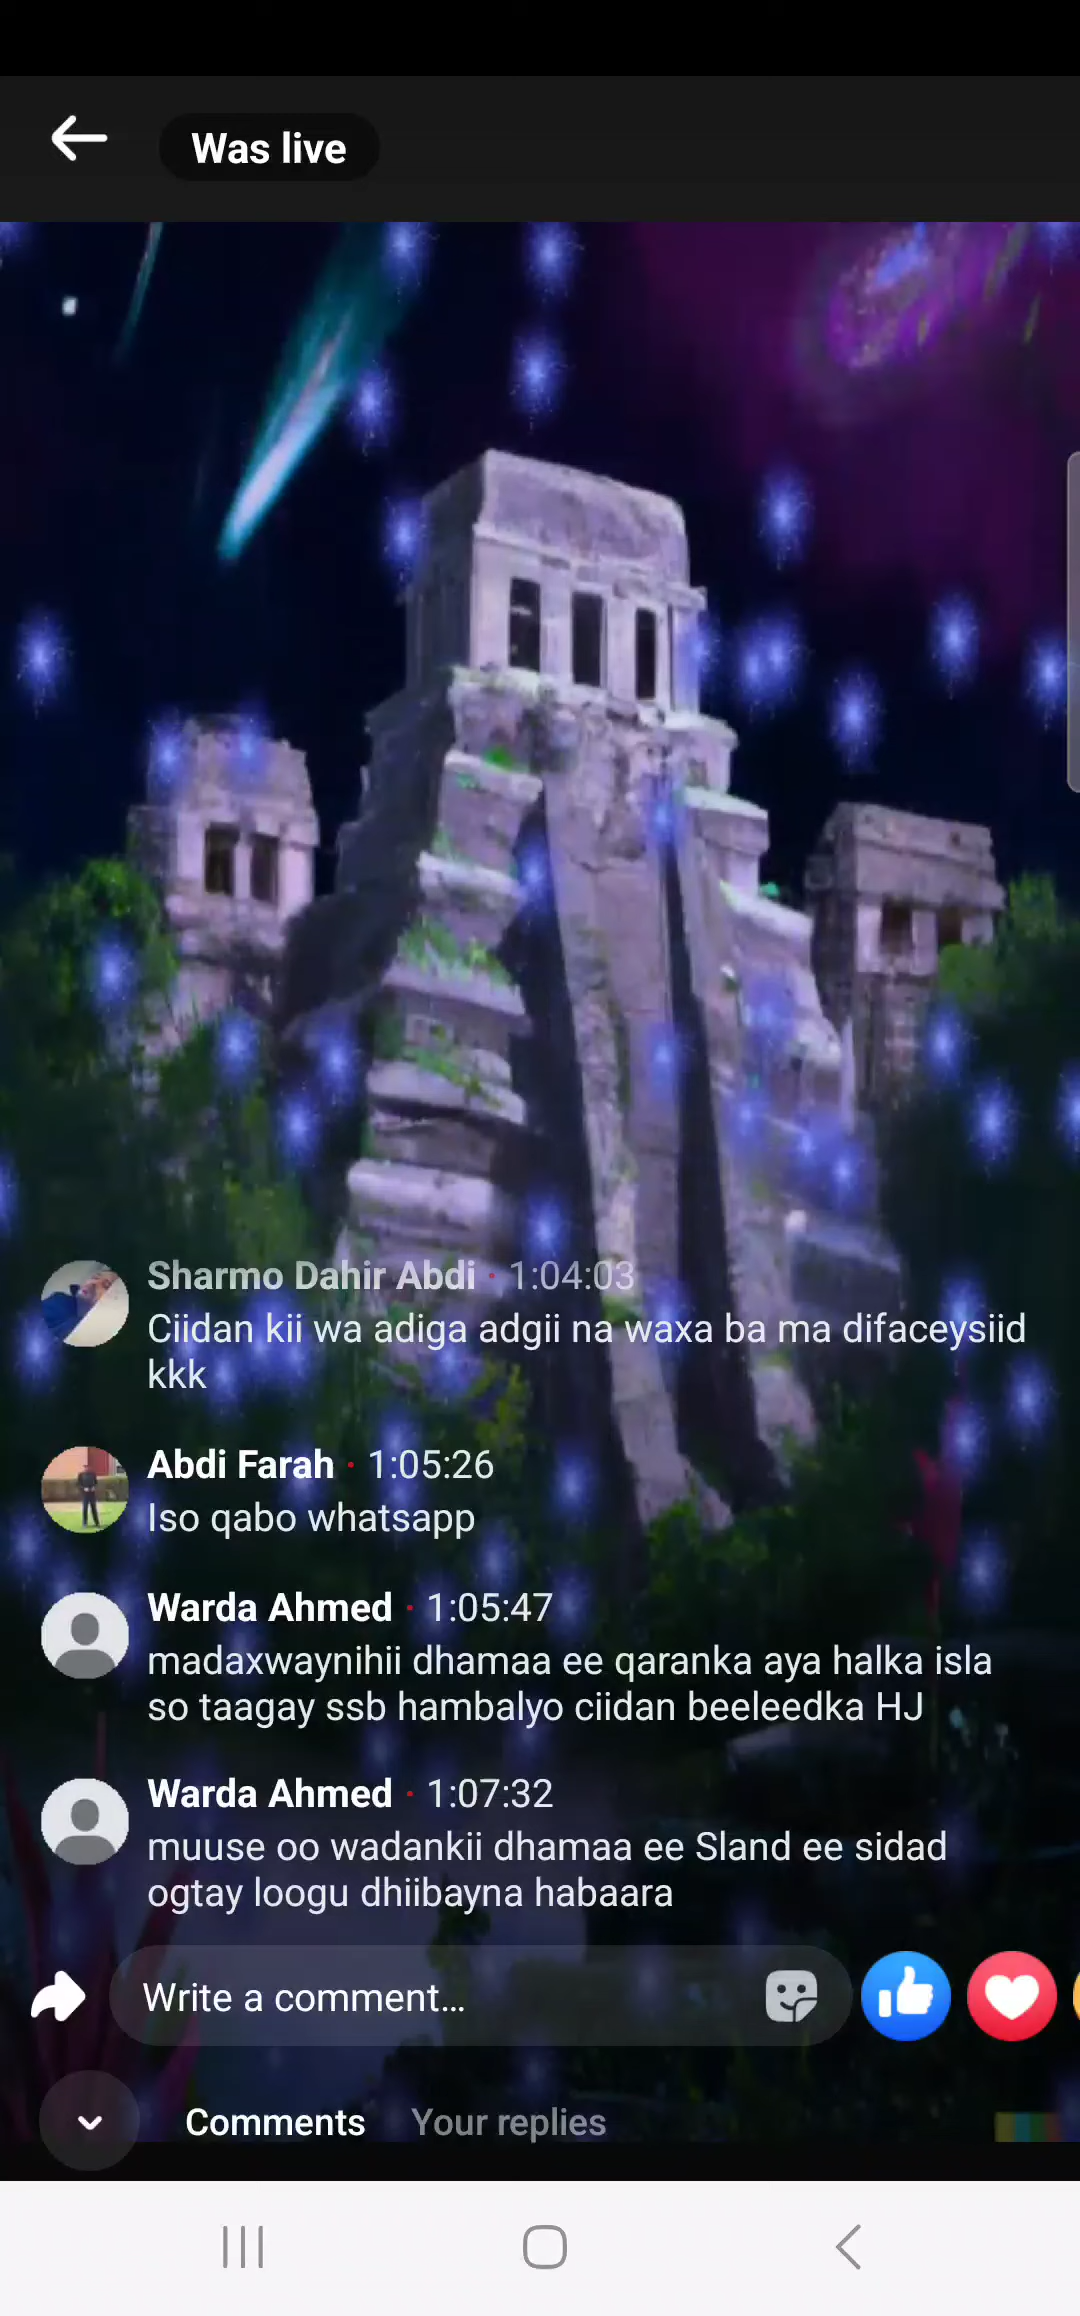 Was live
Sharmo Dahir Abdi · 1:04:03
Ciidan kii wa adiga adgii na waxa ba ma difaceysiid
kkk
Abdi Farah · 1:05:26
Iso qabo whatsapp
Warda Ahmed · 1:05:47
madaxwaynihii dhamaa ee qaranka aya halka isla
so taagay ssb hambalyo ciidan beeleedka HJ
Warda Ahmed · 1:07:32
muuse oo wadankii dhamaa ee Sland ee sidad
ogtay loogu dhiibayna habaara
Write a comment...
Comments Your replies